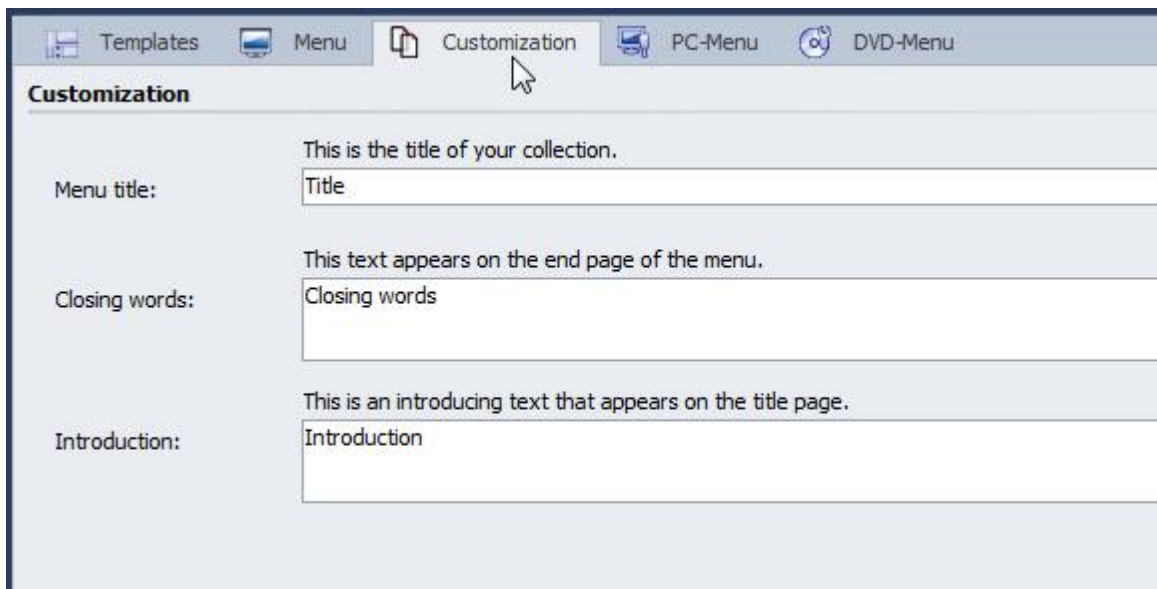 Templates Menu Customization PC-Menu DVD-Menu
Customization
This is the title of your collection.
Menu title: Title
This text appears on the end page of the menu.
Closing words: Closing words
This is an introducing text that appears on the title page.
Introduction: Introduction